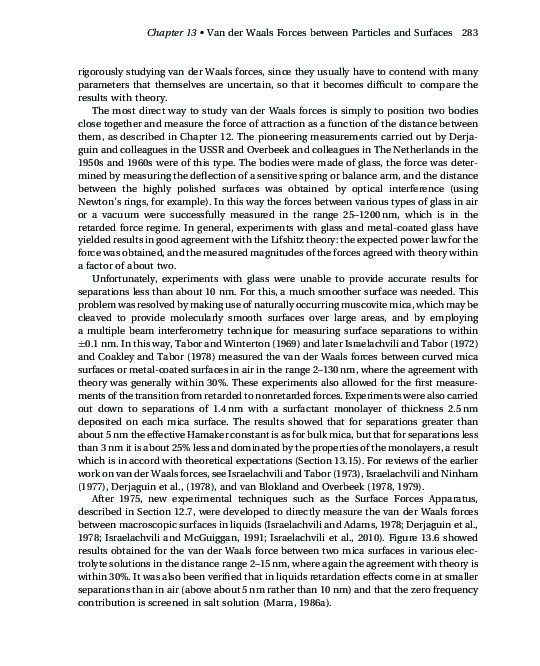 Chapter 13 • Van der Waals Forces between Particles and Surfaces 283
rigorously studying van der Waals forces, since they usually have to contend with many
parameters that themselves are uncertain, so that it becomes difficult to compare the
results with theory.
The most direct way to study van der Waals forces is simply to position two bodies
close together and measure the force of attraction as a function of the distance between
them, as described in Chapter 12. The pioneering measurements carried out by Derja-
guin and colleagues in the USSR and Overbeek and colleagues in The Netherlands in the
1950s and 1960s were of this type. The bodies were made of glass, the force was deter-
mined by measuring the deflection of a sensitive spring or balance arm, and the distance
between the highly polished surfaces was obtained by optical interference (using
Newton's rings, for example). In this way the forces between various types of glass in air
or a vacuum were successfully measured in the range 25–1200 nm, which is in the
retarded force regime. In general, experiments with glass and metal-coated glass have
yielded results in good agreement with the Lifshitz theory: the expected power law for the
force was obtained, and the measured magnitudes of the forces agreed with theory within
a factor of about two.
Unfortunately, experiments with glass were unable to provide accurate results for
separations less than about 10 nm. For this, a much smoother surface was needed. This
problem was resolved by making use of naturally occurring muscovite mica, which may be
cleaved to provide molecularly smooth surfaces over large areas, and by employing
a multiple beam interferometry technique for measuring surface separations to within
±0.1 nm. In this way, Tabor and Winterton (1969) and later Israelachvili and Tabor (1972)
and Coakley and Tabor (1978) measured the van der Waals forces between curved mica
surfaces or metal-coated surfaces in air in the range 2–130 nm, where the agreement with
theory was generally within 30%. These experiments also allowed for the first measure-
ments of the transition from retarded to nonretarded forces. Experiments were also carried
out down to separations of 1.4 nm with a surfactant monolayer of thickness 2.5 nm
deposited on each mica surface. The results showed that for separations greater than
about 5 nm the effective Hamaker constant is as for bulk mica, but that for separations less
than 3 nm it is about 25% less and dominated by the properties of the monolayers, a result
which is in accord with theoretical expectations (Section 13.15). For reviews of the earlier
work on van der Waals forces, see Israelachvili and Tabor (1973), Israelachvili and Ninham
(1977), Derjaguin et al., (1978), and van Blokland and Overbeek (1978, 1979).
After 1975, new experimental techniques such as the Surface Forces Apparatus,
described in Section 12.7, were developed to directly measure the van der Waals forces
between macroscopic surfaces in liquids (Israelachvili and Adams, 1978; Derjaguin et al.,
1978; Israelachvili and McGuiggan, 1991; Israelachvili et al., 2010). Figure 13.6 showed
results obtained for the van der Waals force between two mica surfaces in various elec-
trolyte solutions in the distance range 2–15 nm, where again the agreement with theory is
within 30%. It was also been verified that in liquids retardation effects come in at smaller
separations than in air (above about 5 nm rather than 10 nm) and that the zero frequency
contribution is screened in salt solution (Marra, 1986a).